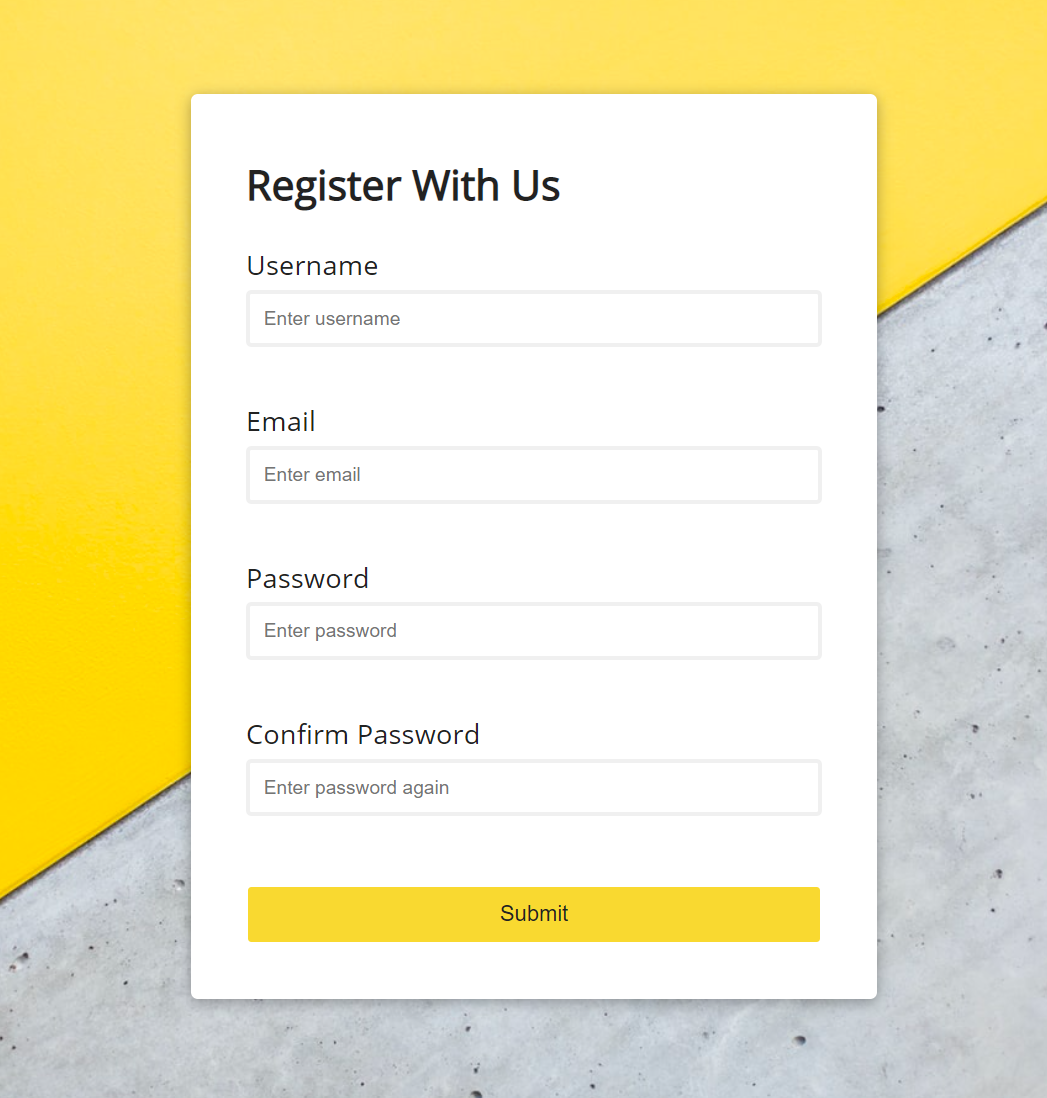 Register With Us
Username
Enter username
Email
Enter email
Password
Enter password
Confirm Password
Enter password again
Submit